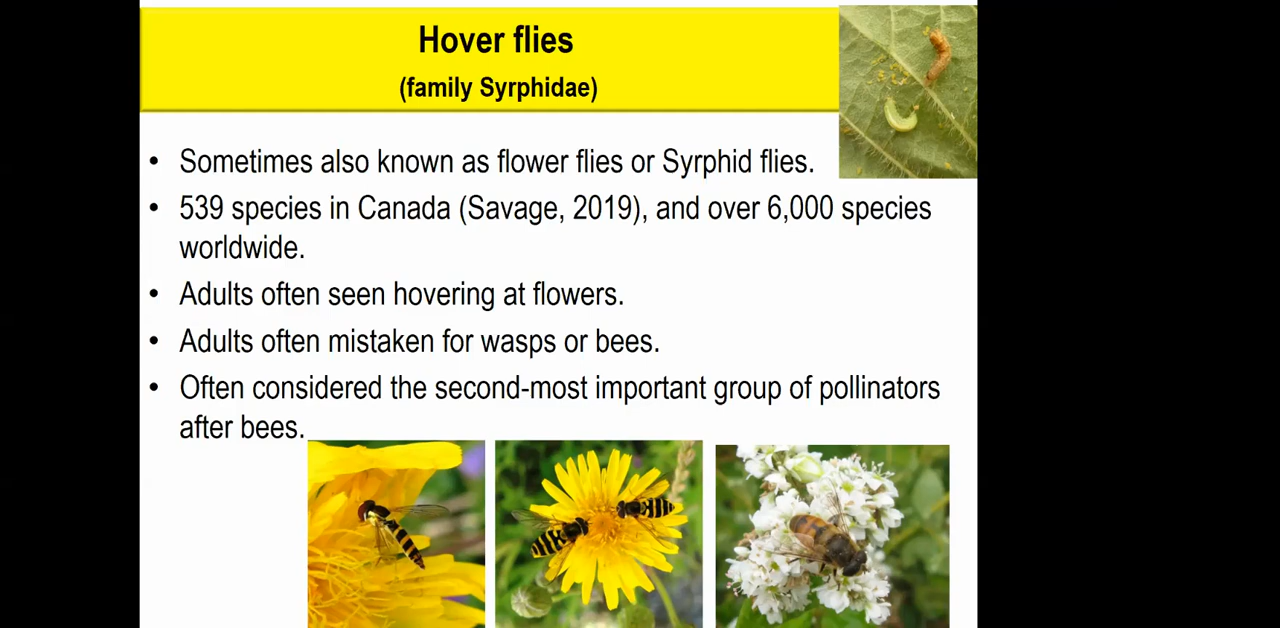 Hover flies
(family Syrphidae)
• Sometimes also known as flower flies or Syrphid flies.
• 539 species in Canada (Savage, 2019), and over 6,000 species
worldwide.
• Adults often seen hovering at flowers.
• Adults often mistaken for wasps or bees.
• Often considered the second-most important group of pollinators
after bees.